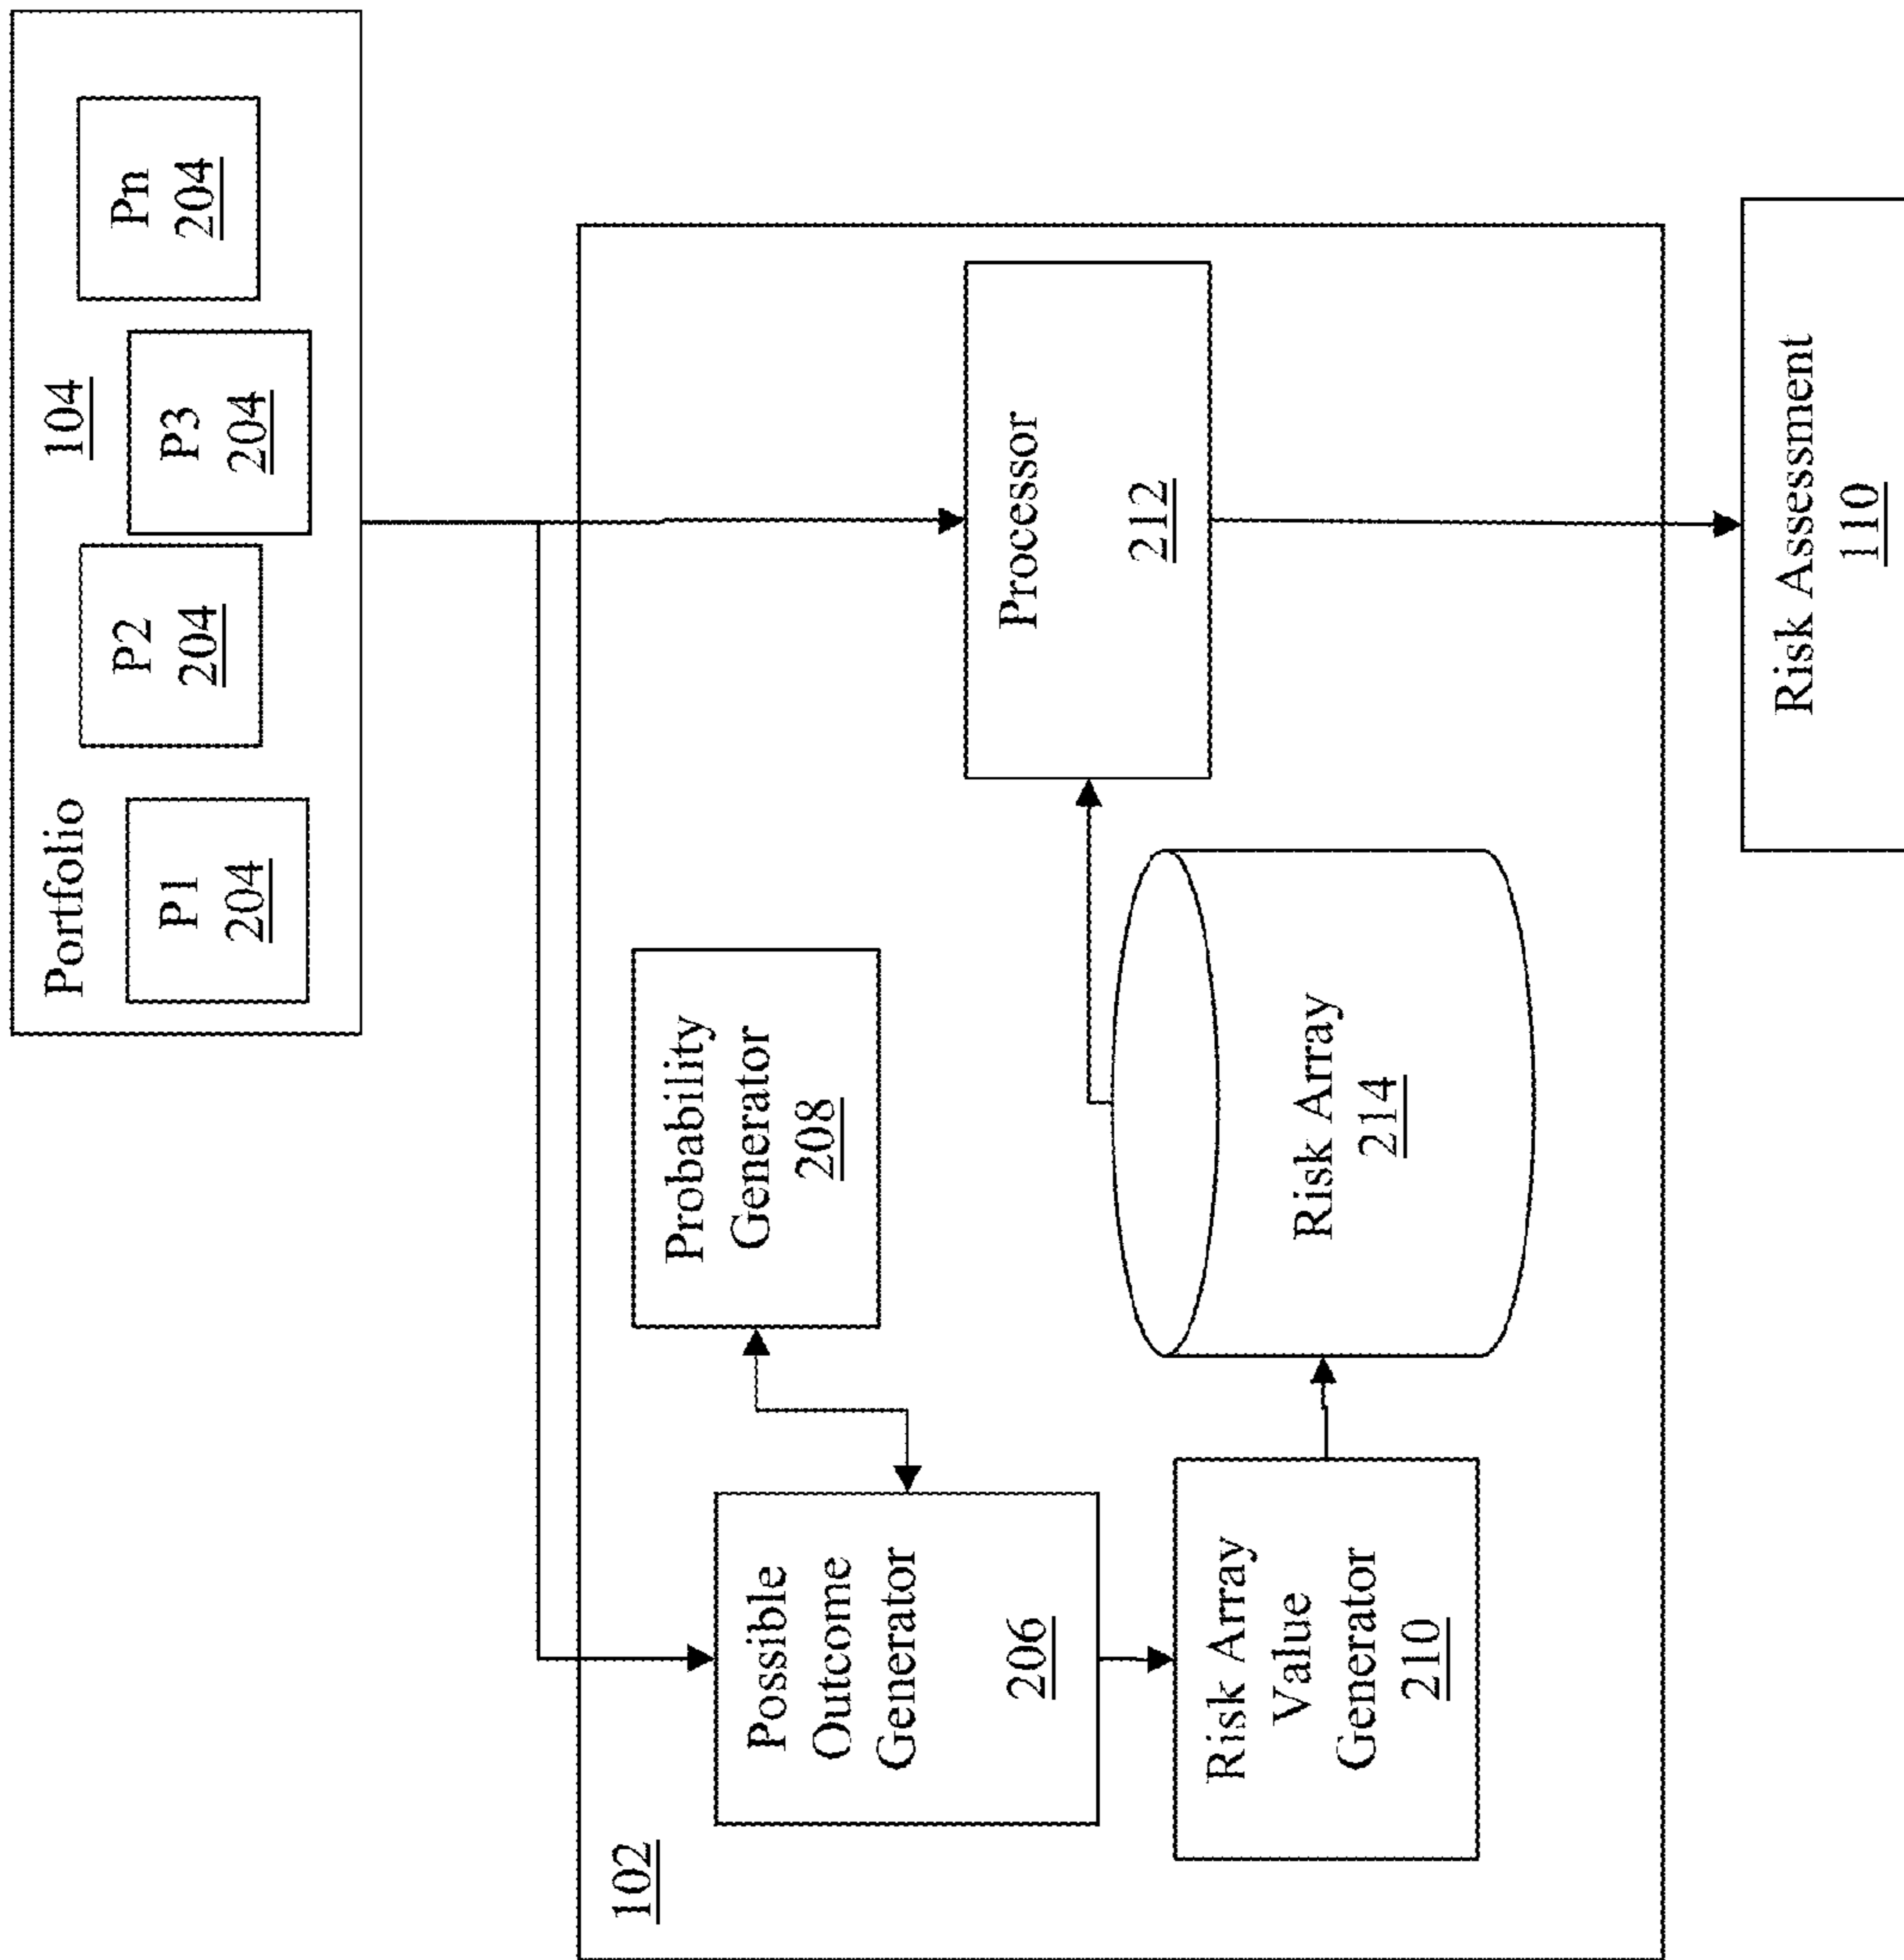 Portfolio
104
P1
204
P2
204
P3
204
Pn
204
102
Possible
Outcome
Generator
206
Probability
Generator
208
Processor
212
Risk Array
Value
Generator
210
Risk Array
214
Risk Assessment
110